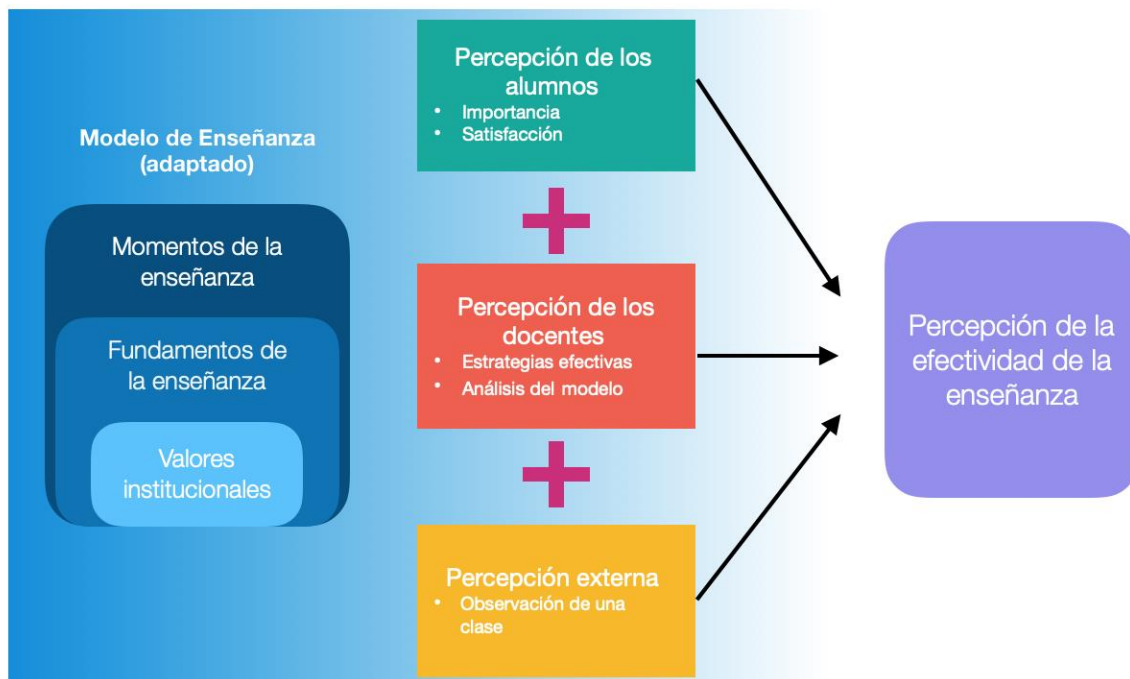 Modelo de Enseñanza
(adaptado)
Momentos de la
enseñanza
Fundamentos de
la enseñanza
Valores
institucionales
Percepción de los
alumnos
• Importancia
• Satisfacción
Percepción de los
docentes
• Estrategias efectivas
• Análisis del modelo
Percepción externa
• Observación de una
clase
Percepción de la
efectividad de la
enseñanza